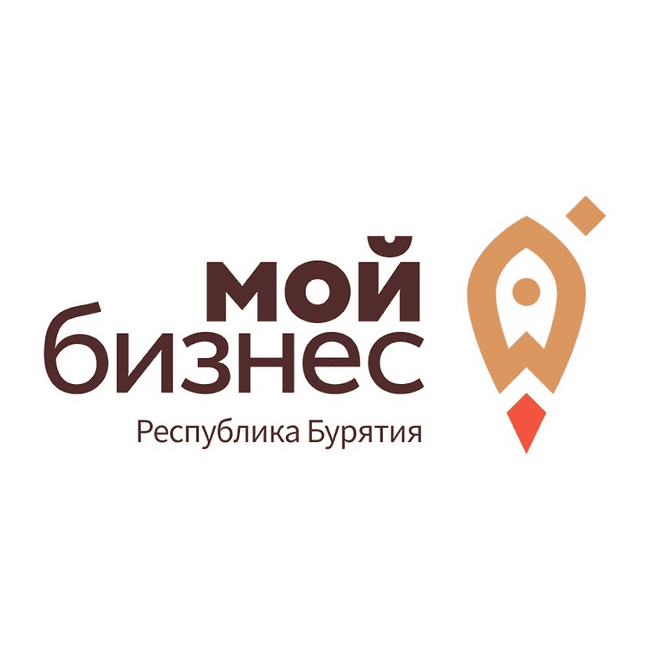 мой
бизнес
Республика Бурятия